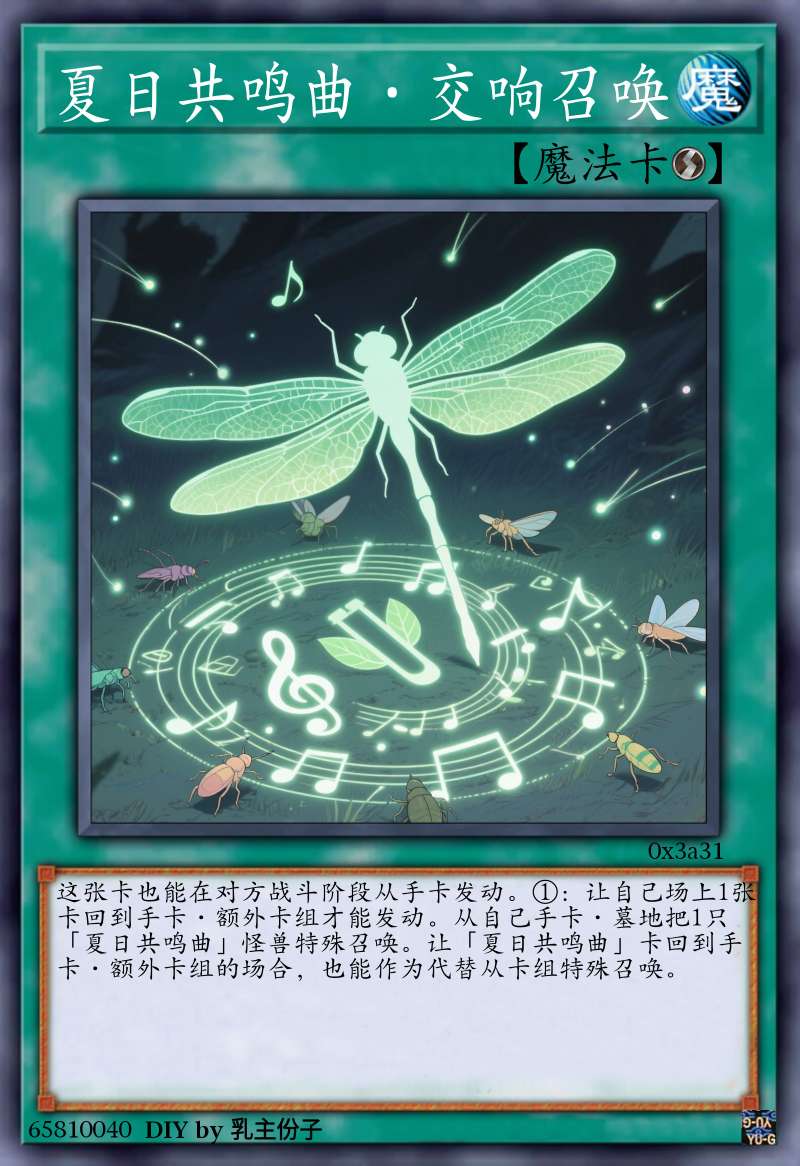 夏日共鸣曲·交响召唤
魔
【魔法卡】
0x3a31
这张卡也能在对方战斗阶段从手卡发动。①：让自己场上1张
卡回到手卡·额外卡组才能发动。从自己手卡·墓地把1只
「夏日共鸣曲」怪兽特殊召唤。让「夏日共鸣曲」卡回到手
卡·额外卡组的场合，也能作为代替从卡组特殊召唤。
65810040 DIY by 乳主份子
YU-G
YU-G